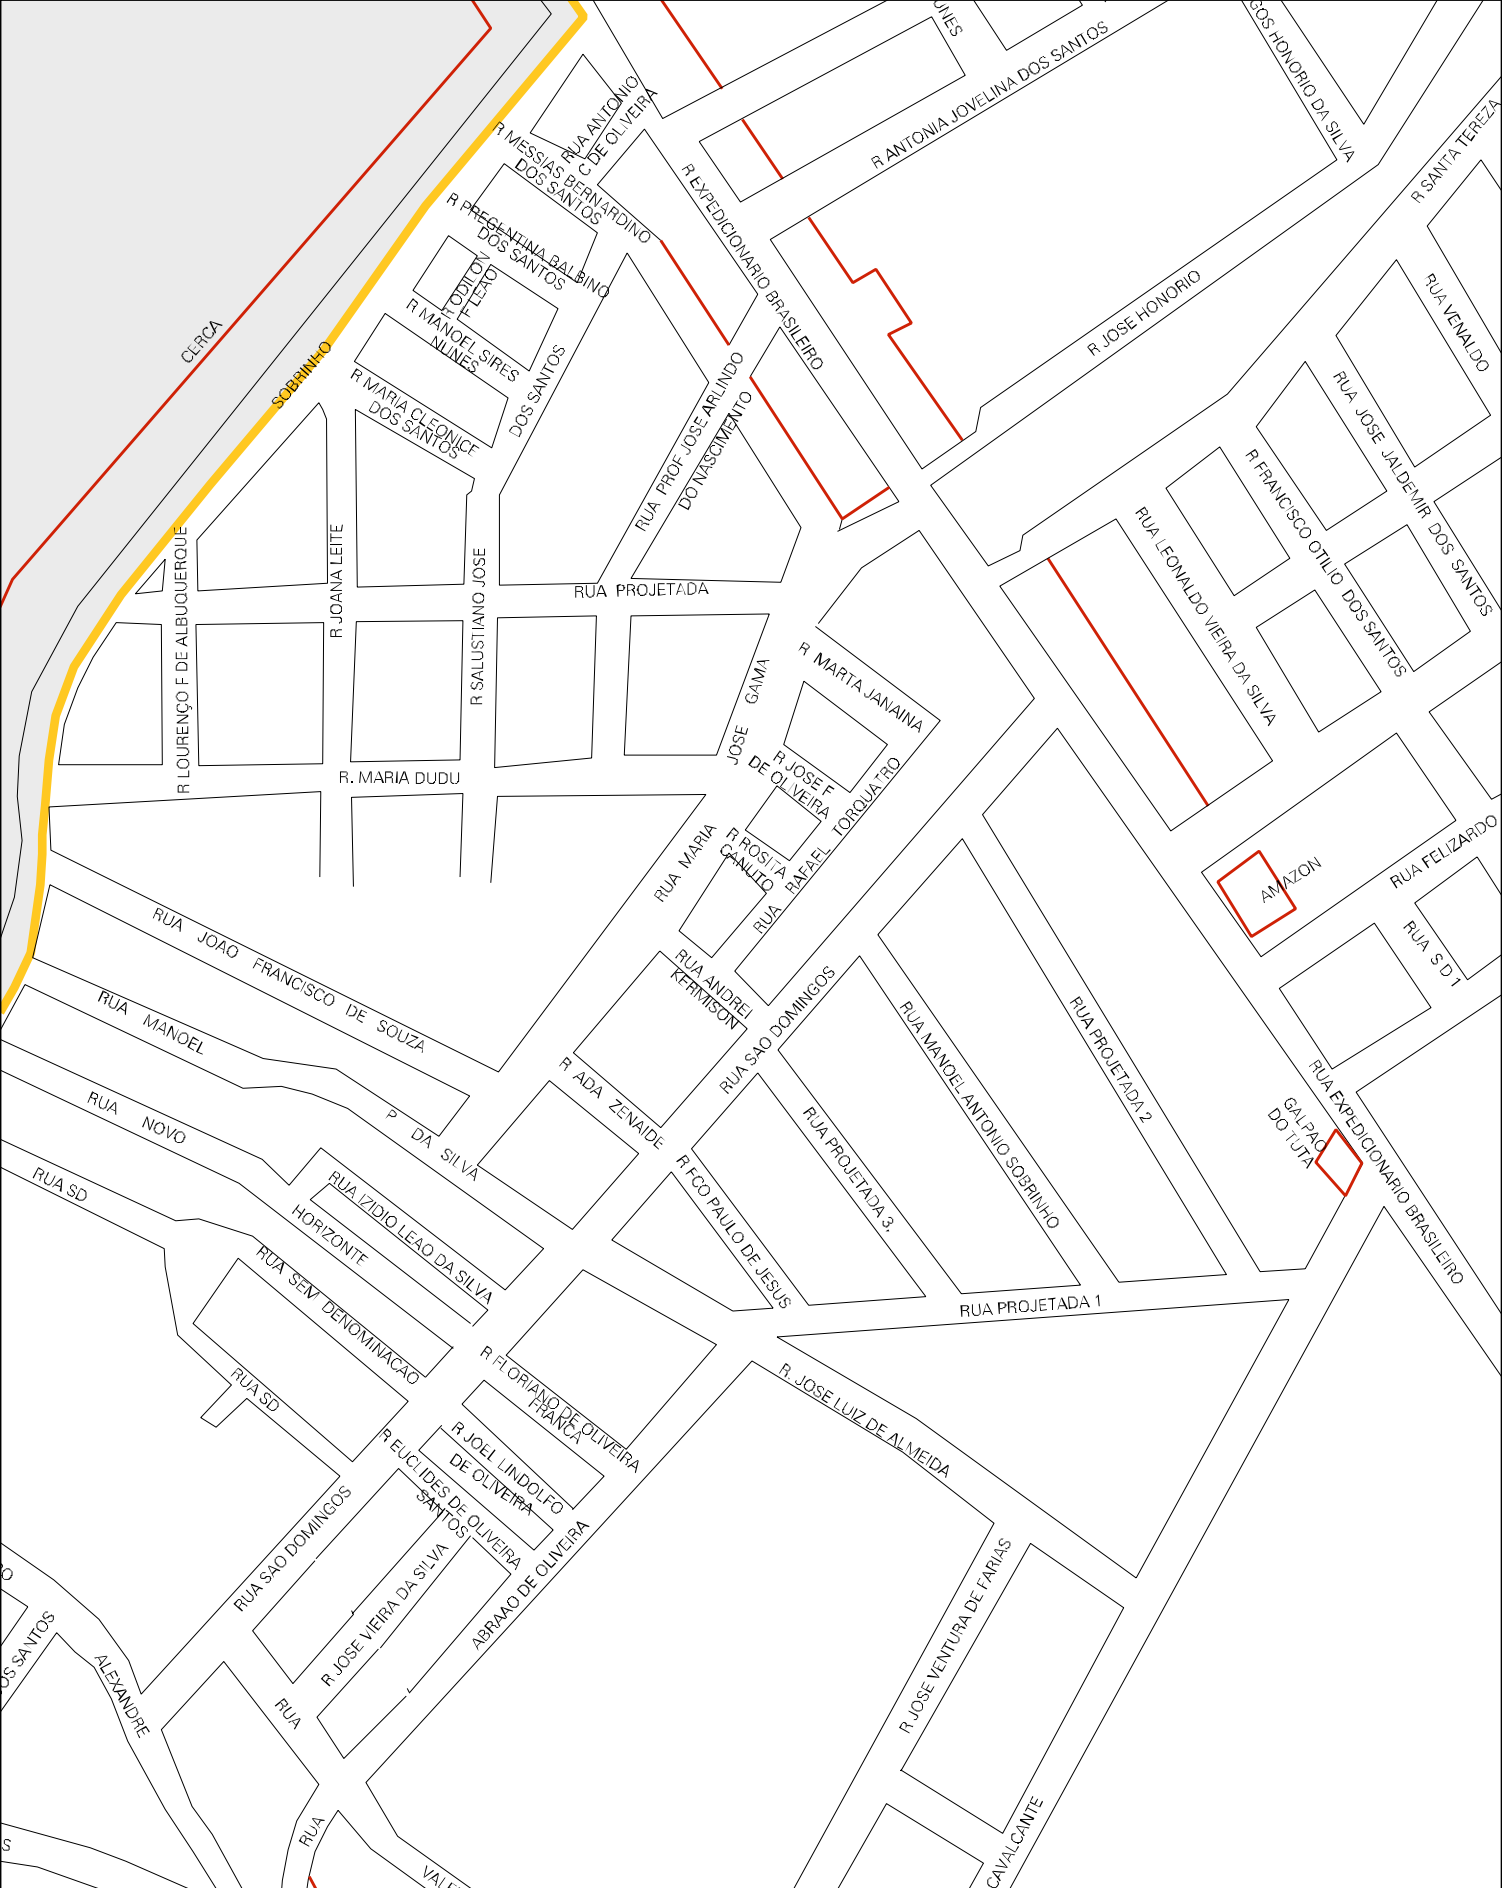 GOS HONORIO DA SILVA
R ANTONIA JOVELINA DOS SANTOS
RUA ANTONIO
C DE OLIVEIRA
R SANTA TEREZA
R MESSIAS BERNARDINO
DOS SANTOS
R EXPEDICIONARIO BRASILEIRO
R PREGENTINA BALBINO
DOS SANTOS
R ODILON
F LEAO
R JOSE HONORIO
RUA VENALDO
CERCA
SOBRINHO
R MANOEL SIRES
NUNES
R MARIA CLEONICE
DOS SANTOS
DOS SANTOS
RUA PROF JOSE ARLINDO
DO NASCIMENTO
RUA JOSE JALDEMIR DOS SANTOS
R FRANCISCO OTILIO DOS SANTOS
RUA LEONALDO VIEIRA DA SILVA
R LOURENÇO F DE ALBUQUERQUE
R JOANA LEITE
R SALUSTIANO JOSE
RUA PROJETADA
R MARTA JANAINA
JOSE GAMA
R. MARIA DUDU
R JOSE F
DE OLIVEIRA
RUA RAFAEL TORQUATRO
R ROSITA
CANUTO
RUA MARIA
AMAZON
RUA FELIZARDO
RUA S D 1
RUA JOAO FRANCISCO DE SOUZA
RUA ANDREI
KERMISON
RUA SAO DOMINGOS
RUA MANOEL
P DA SILVA
RUA MANOEL ANTONIO SOBRINHO
RUA PROJETADA 2
R ADA ZENAIDE
RUA NOVO
HORIZONTE
RUA PROJETADA 3.
GALPAO
DO TUTA
RUA EXPEDICIONARIO BRASILEIRO
RUA SD
RUA IZIDIO LEAO DA SILVA
R FCO PAULO DE JESUS
RUA SEM DENOMINACAO
RUA PROJETADA 1
RUA SD
R FLORIANO DE OLIVEIRA
FRANCA
R. JOSE LUIZ DE ALMEIDA
R JOEL LINDOLFO
DE OLIVEIRA
R EUCLIDES DE OLIVEIRA
SANTOS
RUA SAO DOMINGOS
R JOSE VIEIRA DA SILVA
ABRAAO DE OLIVEIRA
R JOSE VENTURA DE FARIAS
OS SANTOS
ALEXANDRE
RUA
RUA
CAVALCANTE